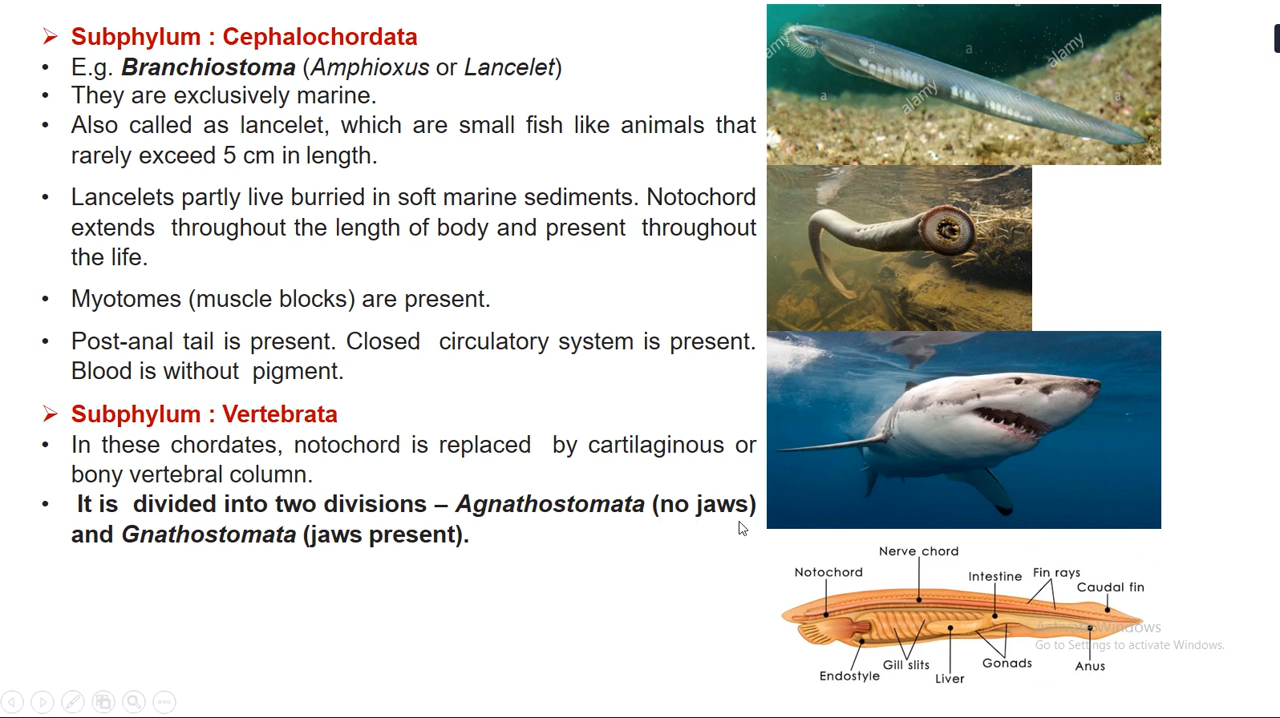 Subphylum : Cephalochordata
E.g. Branchiostoma (Amphioxus or Lancelet)
They are exclusively marine.
Also called as lancelet, which are small fish like animals that
rarely exceed 5 cm in length.
Lancelets partly live burried in soft marine sediments. Notochord
extends throughout the length of body and present throughout
the life.
Myotomes (muscle blocks) are present.
Post-anal tail is present. Closed circulatory system is present.
Blood is without pigment.
Subphylum : Vertebrata
In these chordates, notochord is replaced by cartilaginous or
bony vertebral column.
It is divided into two divisions – Agnathostomata (no jaws)
and Gnathostomata (jaws present).
alamy
a
a
alamy
alamy
a
a
Nerve chord
Notochord
Intestine
Fin rays
Caudal fin
Endostyle
Gill slits
Liver
Gonads
Anus
Activate Windows
Go to Settings to activate Windows.